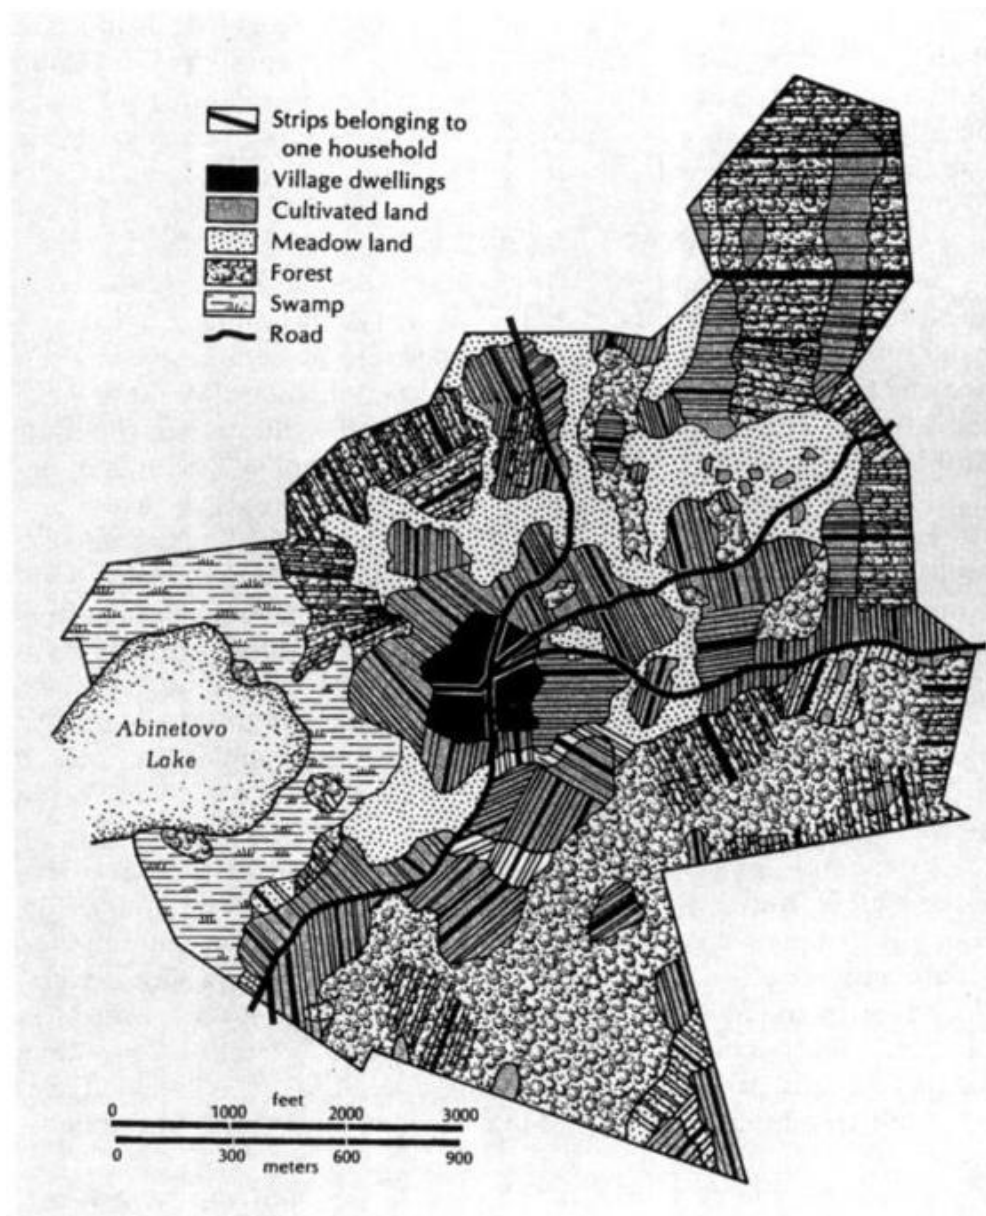 Strips belonging to
one household
Village dwellings
Cultivated land
Meadow land
Forest
Swamp
Road
Abinetovo
Lake
0 1000 feet 2000 3000
0 300 600 900
meters